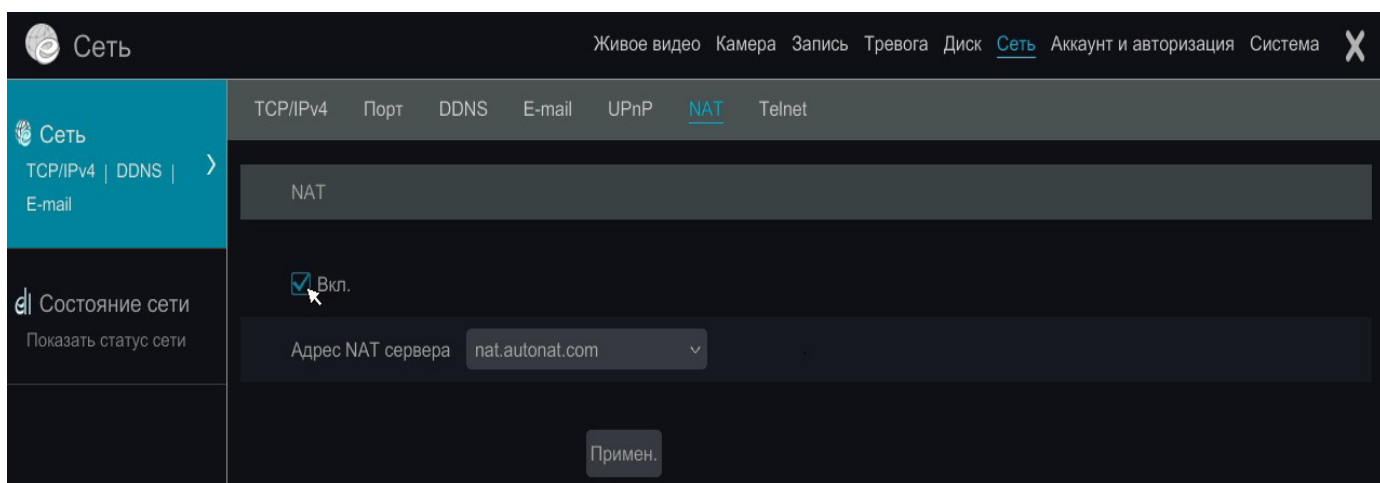 Сеть
Живое видео Камера Запись Тревога Диск Сеть Аккаунт и авторизация Система X
TCP/IPv4 Порт DDNS E-mail UPnP NAT Telnet
Сеть
TCP/IPv4 | DDNS |
E-mail
NAT
Вкл.
Состояние сети
Показать статус сети
Адрес NAT сервера nat.autonat.com
Примен.